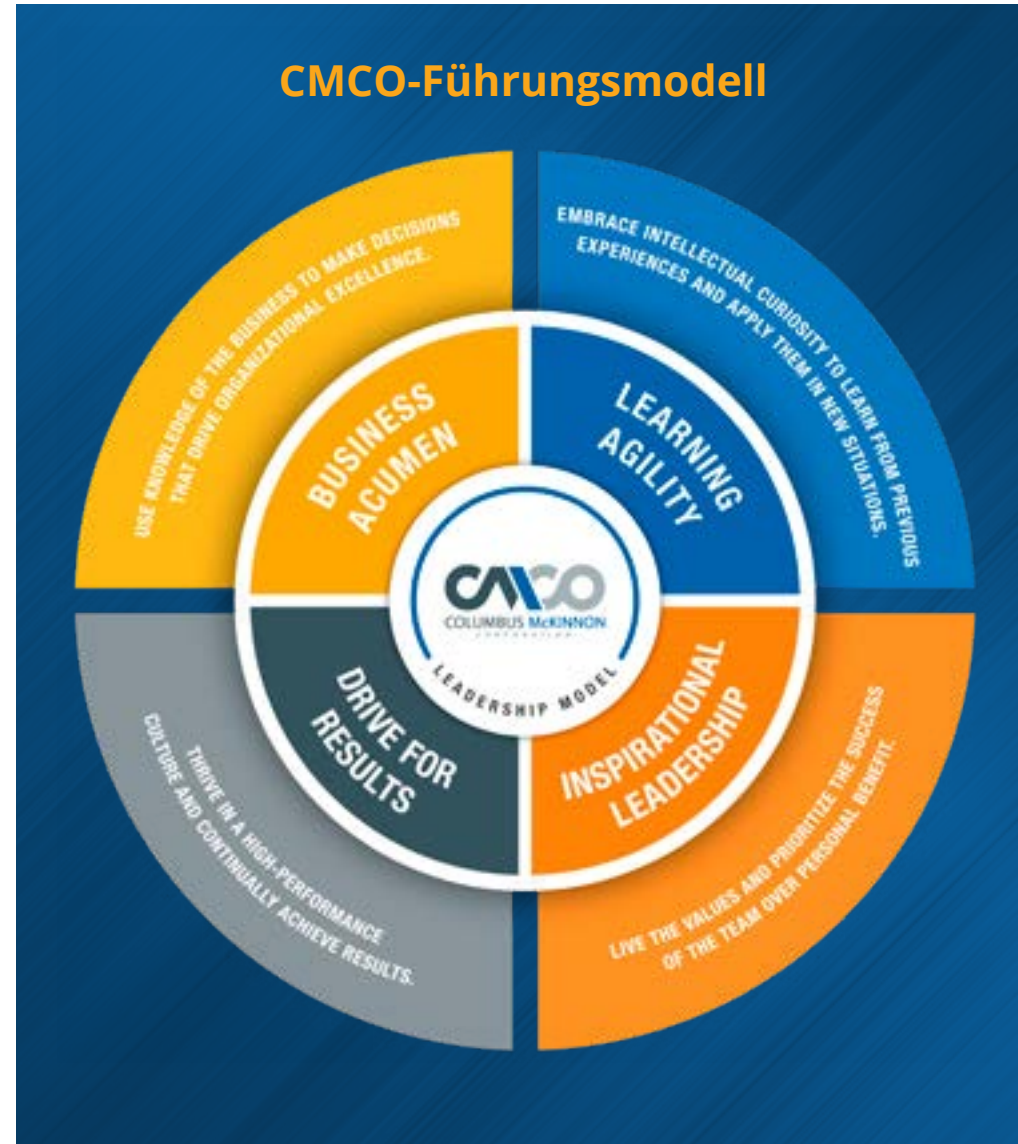 CMCO-Führungsmodell
USE KNOWLEDGE OF THE BUSINESS TO MAKE DECISIONS
THAT DRIVE ORGANIZATIONAL EXCELLENCE.
EMBRACE INTELLECTUAL CURIOSITY TO LEARN FROM PREVIOUS
EXPERIENCES AND APPLY THEM IN NEW SITUATIONS.
BUSINESS
ACUMEN
LEARNING
AGILITY
CMCO
COLUMBUS McKINNON
CORPORATION
LEADERSHIP MODEL
DRIVE FOR
RESULTS
INSPIRATIONAL
LEADERSHIP
THRIVE IN A HIGH-PERFORMANCE
CULTURE AND CONTINUALLY ACHIEVE RESULTS.
LIVE THE VALUES AND PRIORITIZE THE SUCCESS
OF THE TEAM OVER PERSONAL BENEFIT.